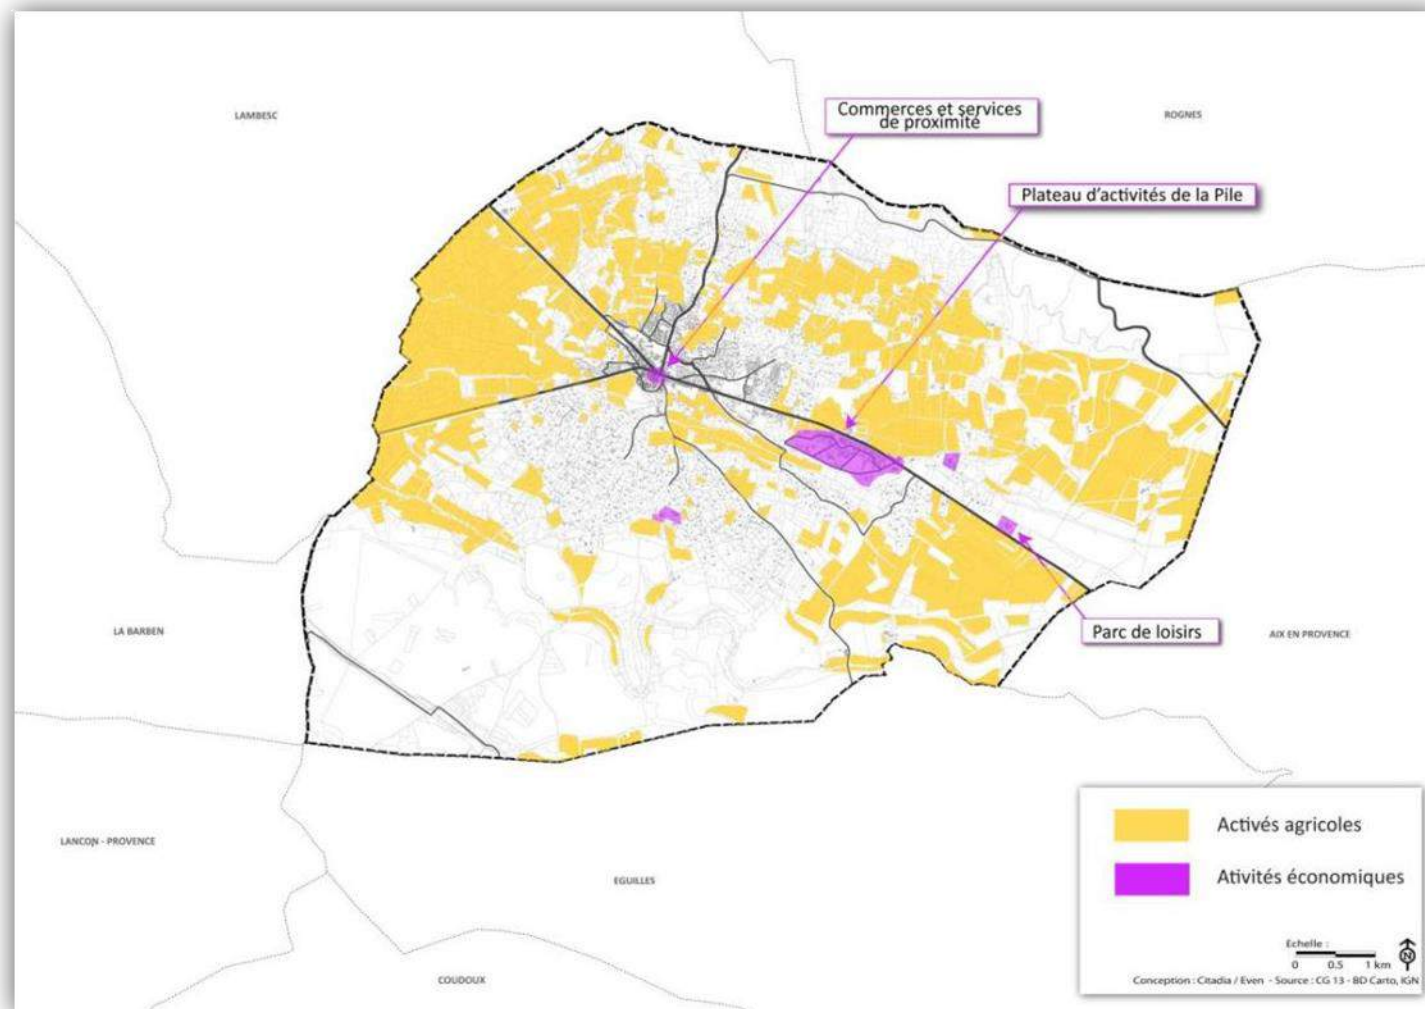 LAMBESC
Commerces et services
de proximité
ROGNES
Plateau d'activités de la Pile
LA BARBEN
Parc de loisirs
AIX EN PROVENCE
LANCON - PROVENCE
EGUILLES
COUDOUX
Activés agricoles
Ativités économiques
Echelle :
0 0.5 1 km
N
Conception : Citadia / Even - Source : CG 13 - BD Carto, IGN